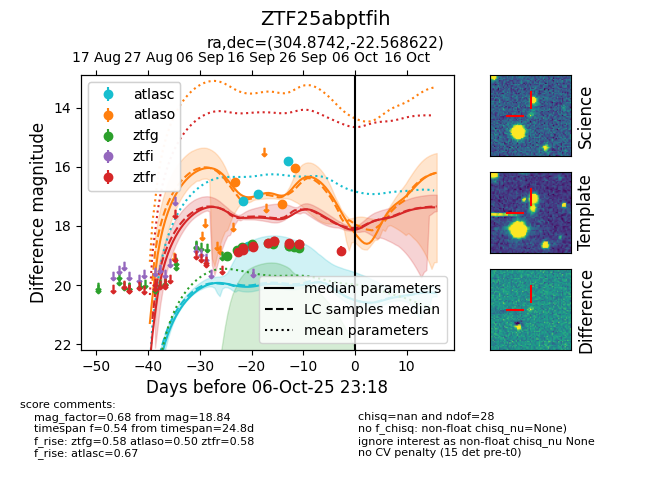 ZTF25abptfih
ra,dec=(304.8742,-22.568622)
17 Aug 27 Aug 06 Sep 16 Sep 26 Sep 06 Oct 16 Oct
14
16
18
20
22
Difference magnitude
atlasc
atlaso
ztfg
ztfi
ztfr
median parameters
LC samples median
mean parameters
−50 −40 −30 −20 −10 0 10
Days before 06-Oct-25 23:18
Science
Template
Difference
score comments:
mag_factor=0.68 from mag=18.84
timespan f=0.54 from timespan=24.8d
f_rise: ztfg=0.58 atlaso=0.50 ztfr=0.58
f_rise: atlasc=0.67
chisq=nan and ndof=28
no f_chisq: non-float chisq_nu=None)
ignore interest as non-float chisq_nu None
no CV penalty (15 det pre-t0)